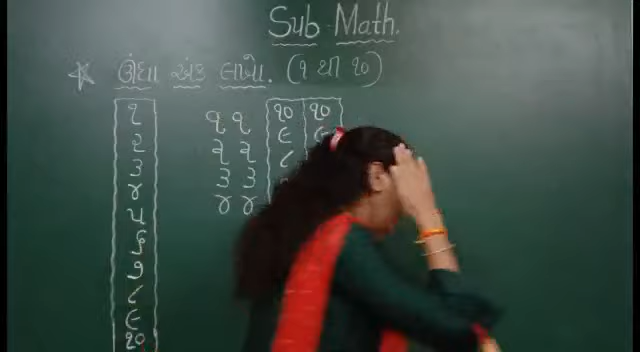 Sub - Math.
ઊંધા અંક લખો. (૧ થી ૧૦)
૧ ૧ ૧ ૧૦ ૧૦
૨ ૨ ૨ ૯ ૯
૩ ૩ ૩ ૮
૪ ૪ ૪
૫
૬
૭
૮
૯
૧૦